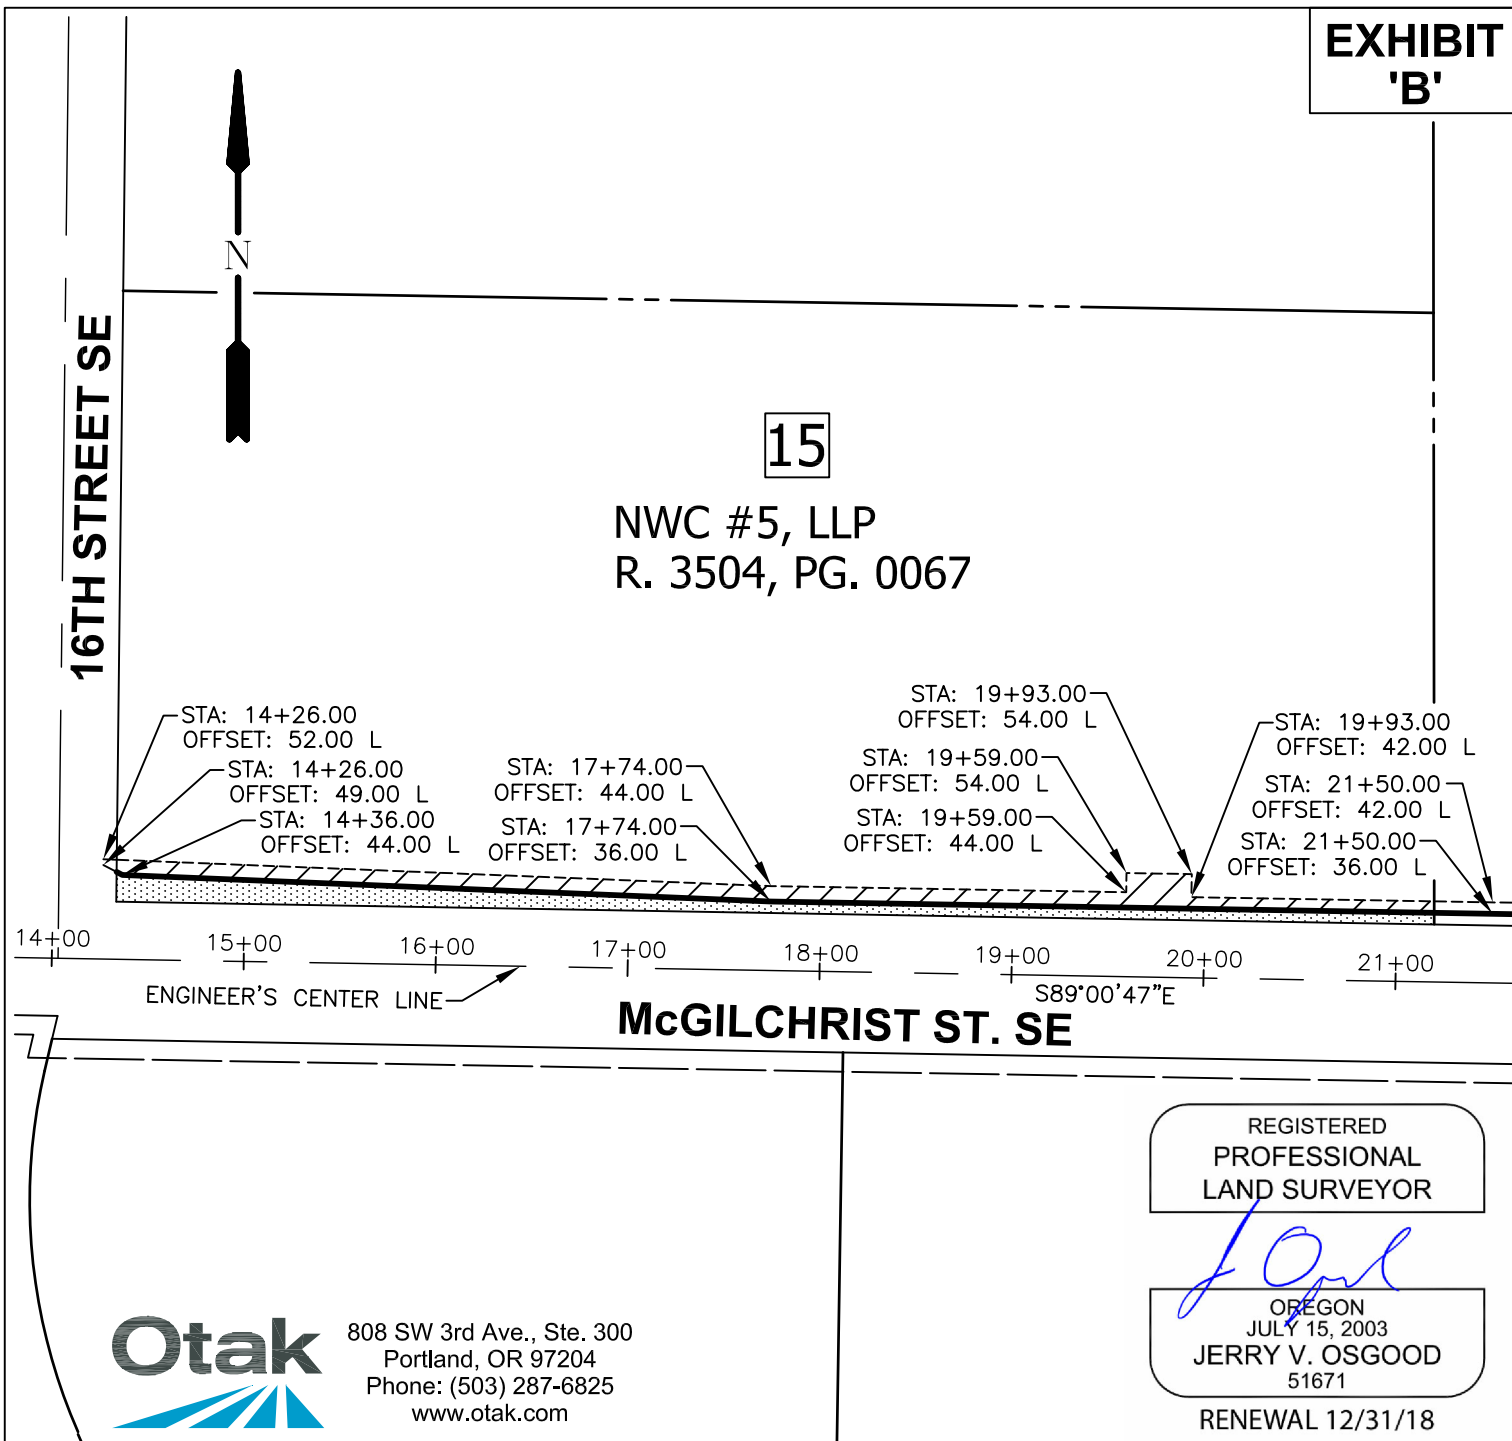 EXHIBIT
'B'
N
16TH STREET SE
15
NWC #5, LLP
R. 3504, PG. 0067
STA: 14+26.00
OFFSET: 52.00 L
STA: 14+26.00
OFFSET: 49.00 L
STA: 14+36.00
OFFSET: 44.00 L
STA: 17+74.00
OFFSET: 44.00 L
STA: 17+74.00
OFFSET: 36.00 L
STA: 19+93.00
OFFSET: 54.00 L
STA: 19+59.00
OFFSET: 54.00 L
STA: 19+59.00
OFFSET: 44.00 L
STA: 19+93.00
OFFSET: 42.00 L
STA: 21+50.00
OFFSET: 42.00 L
STA: 21+50.00
OFFSET: 36.00 L
14+00
15+00
16+00
17+00
18+00
19+00
20+00
21+00
ENGINEER'S CENTER LINE
S89°00'47"E
McGILCHRIST ST. SE
REGISTERED
PROFESSIONAL
LAND SURVEYOR
OREGON
JULY 15, 2003
JERRY V. OSGOOD
51671
RENEWAL 12/31/18
Otak
808 SW 3rd Ave., Ste. 300
Portland, OR 97204
Phone: (503) 287-6825
www.otak.com